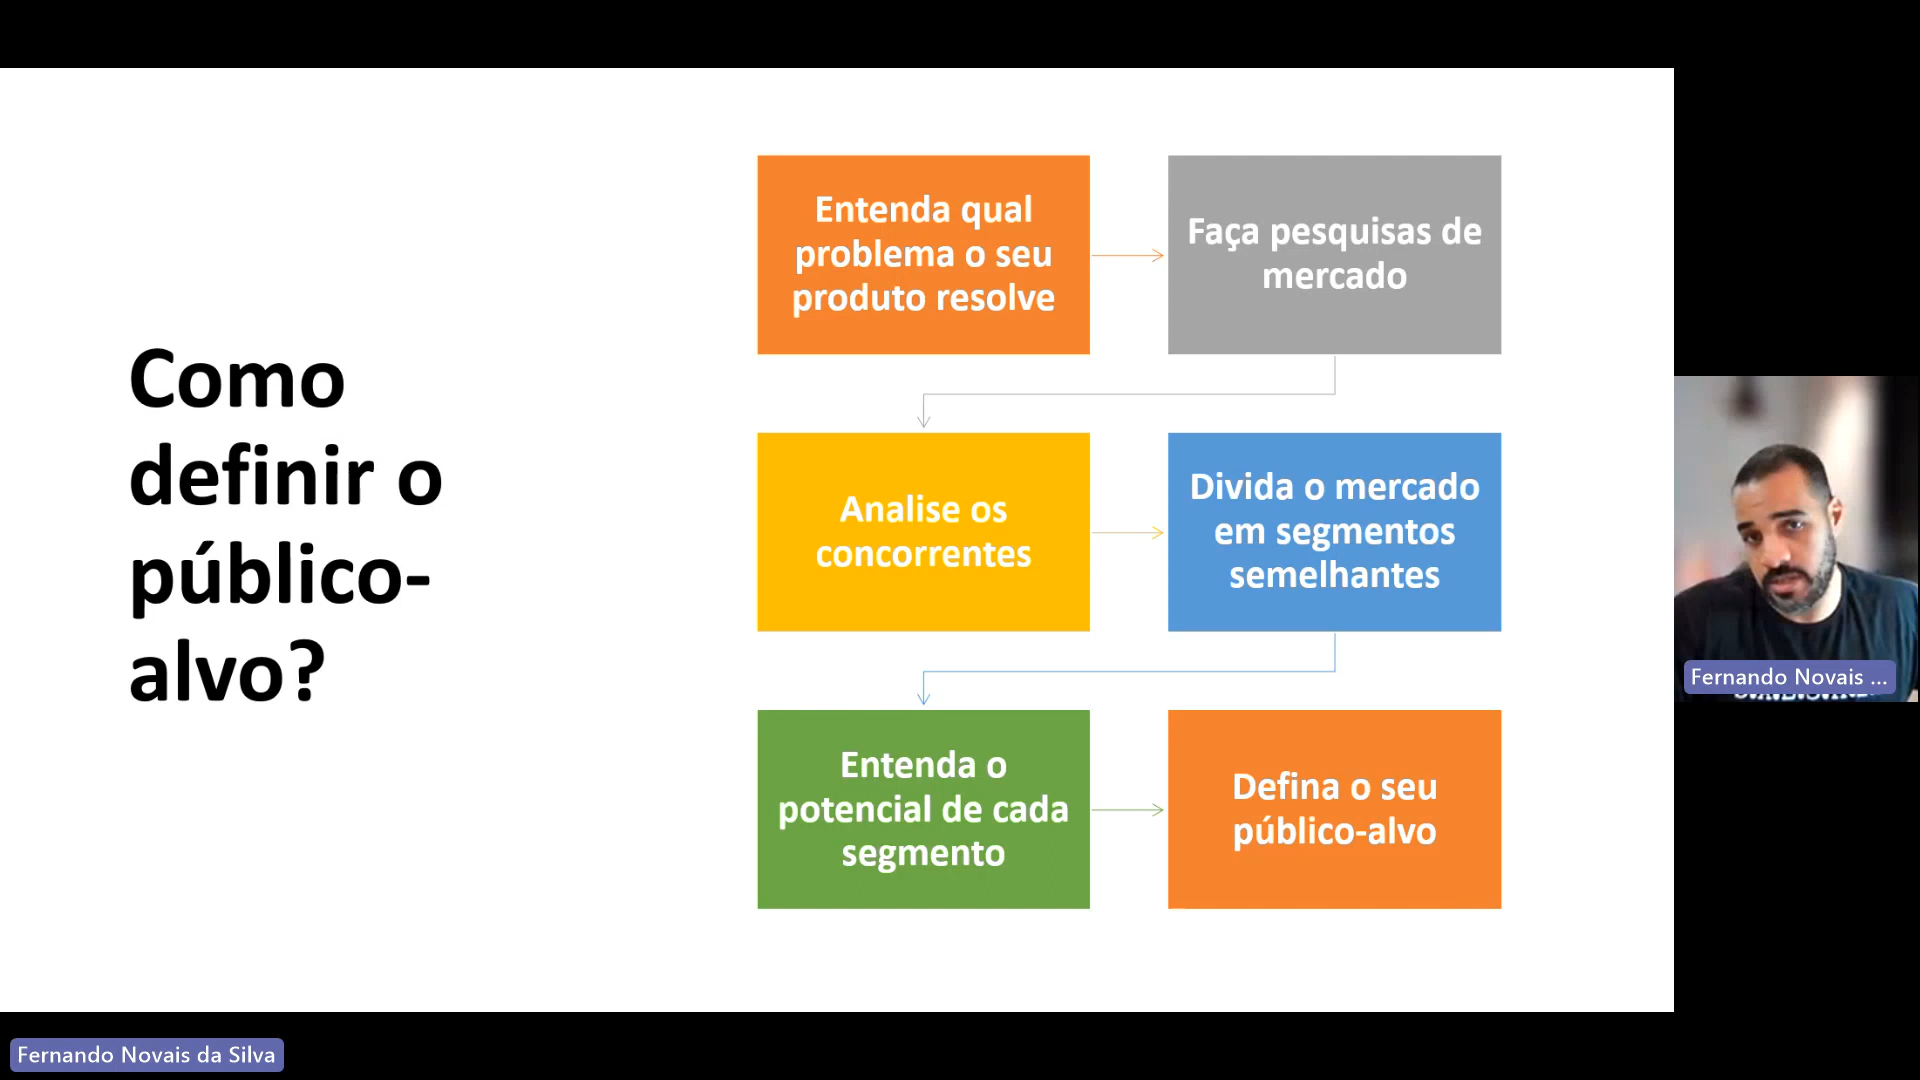 Como
definir o
público-
alvo?
Entenda qual
problema o seu
produto resolve
Faça pesquisas de
mercado
Analise os
concorrentes
Divida o mercado
em segmentos
semelhantes
Entenda o
potencial de cada
segmento
Defina o seu
público-alvo
Fernando Novais ...
Fernando Novais da Silva